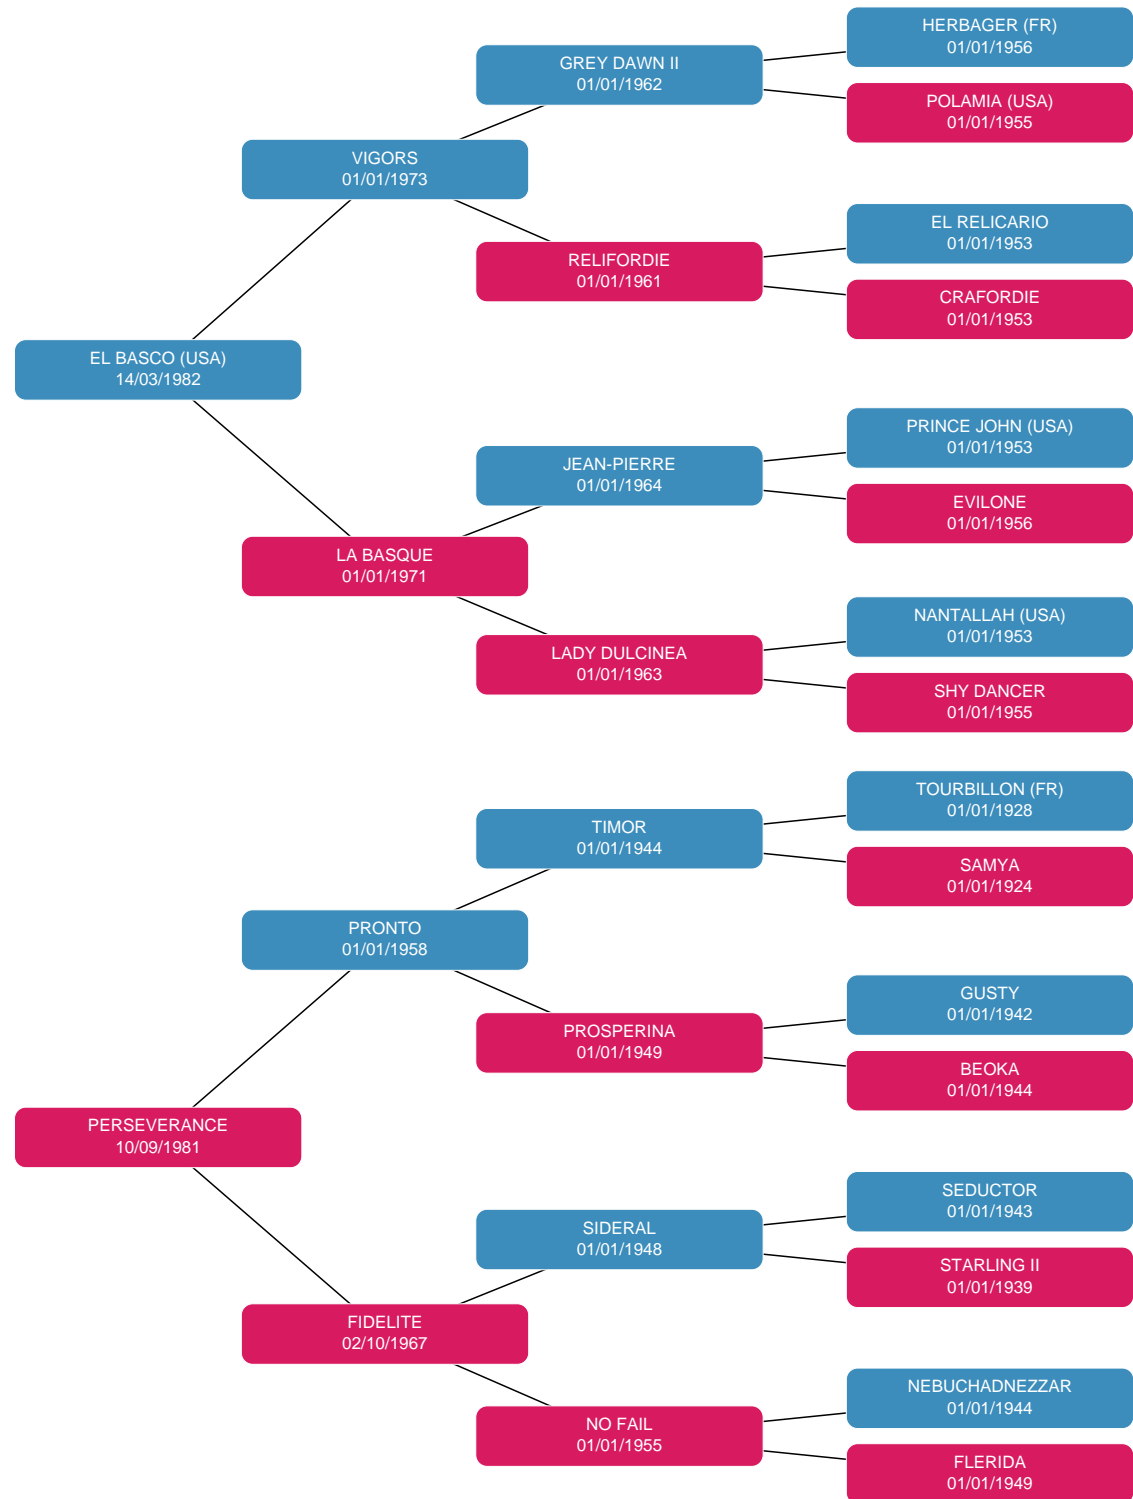 HERBAGER (FR)
01/01/1956
GREY DAWN II
01/01/1962
POLAMIA (USA)
01/01/1955
VIGORS
01/01/1973
EL RELICARIO
01/01/1953
RELIFORDIE
01/01/1961
CRAFORDIE
01/01/1953
EL BASCO (USA)
14/03/1982
PRINCE JOHN (USA)
01/01/1953
JEAN-PIERRE
01/01/1964
EVILONE
01/01/1956
LA BASQUE
01/01/1971
NANTALLAH (USA)
01/01/1953
LADY DULCINEA
01/01/1963
SHY DANCER
01/01/1955
TOURBILLON (FR)
01/01/1928
TIMOR
01/01/1944
SAMYA
01/01/1924
PRONTO
01/01/1958
GUSTY
01/01/1942
PROSPERINA
01/01/1949
BEOKA
01/01/1944
PERSEVERANCE
10/09/1981
SEDUCTOR
01/01/1943
SIDERAL
01/01/1948
STARLING II
01/01/1939
FIDELITE
02/10/1967
NEBUCHADNEZZAR
01/01/1944
NO FAIL
01/01/1955
FLERIDA
01/01/1949